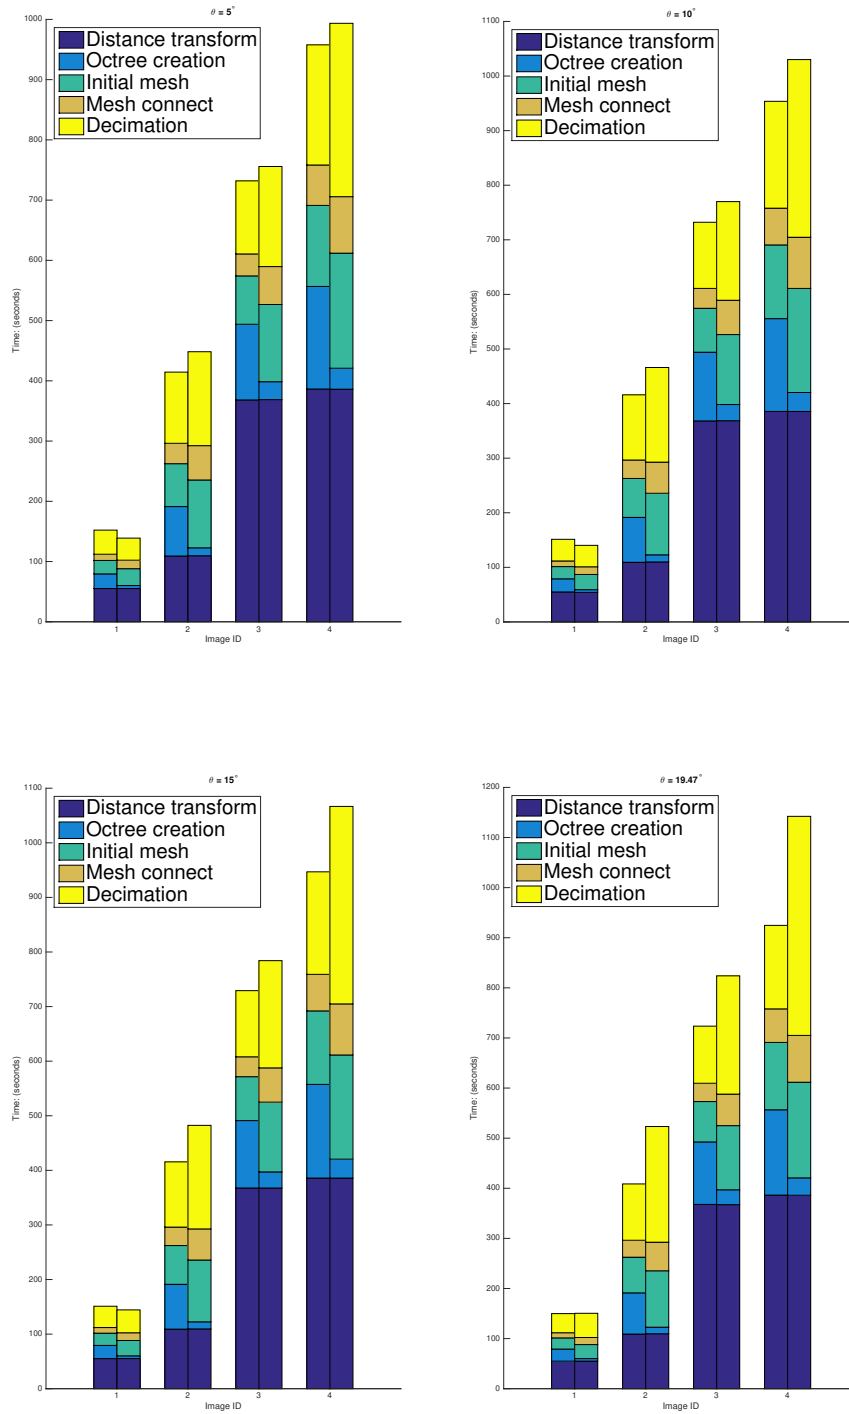 θ = 5°
1000
900
800
700
600
500
400
300
200
100
0
Time: (seconds)
Distance transform
Octree creation
Initial mesh
Mesh connect
Decimation
1 2 3 4
Image ID
θ = 10°
1100
1000
900
800
700
600
500
400
300
200
100
0
Time: (seconds)
Distance transform
Octree creation
Initial mesh
Mesh connect
Decimation
1 2 3 4
Image ID
θ = 15°
1100
1000
900
800
700
600
500
400
300
200
100
0
Time: (seconds)
Distance transform
Octree creation
Initial mesh
Mesh connect
Decimation
1 2 3 4
Image ID
θ = 19.47°
1200
1100
1000
900
800
700
600
500
400
300
200
100
0
Time: (seconds)
Distance transform
Octree creation
Initial mesh
Mesh connect
Decimation
1 2 3 4
Image ID